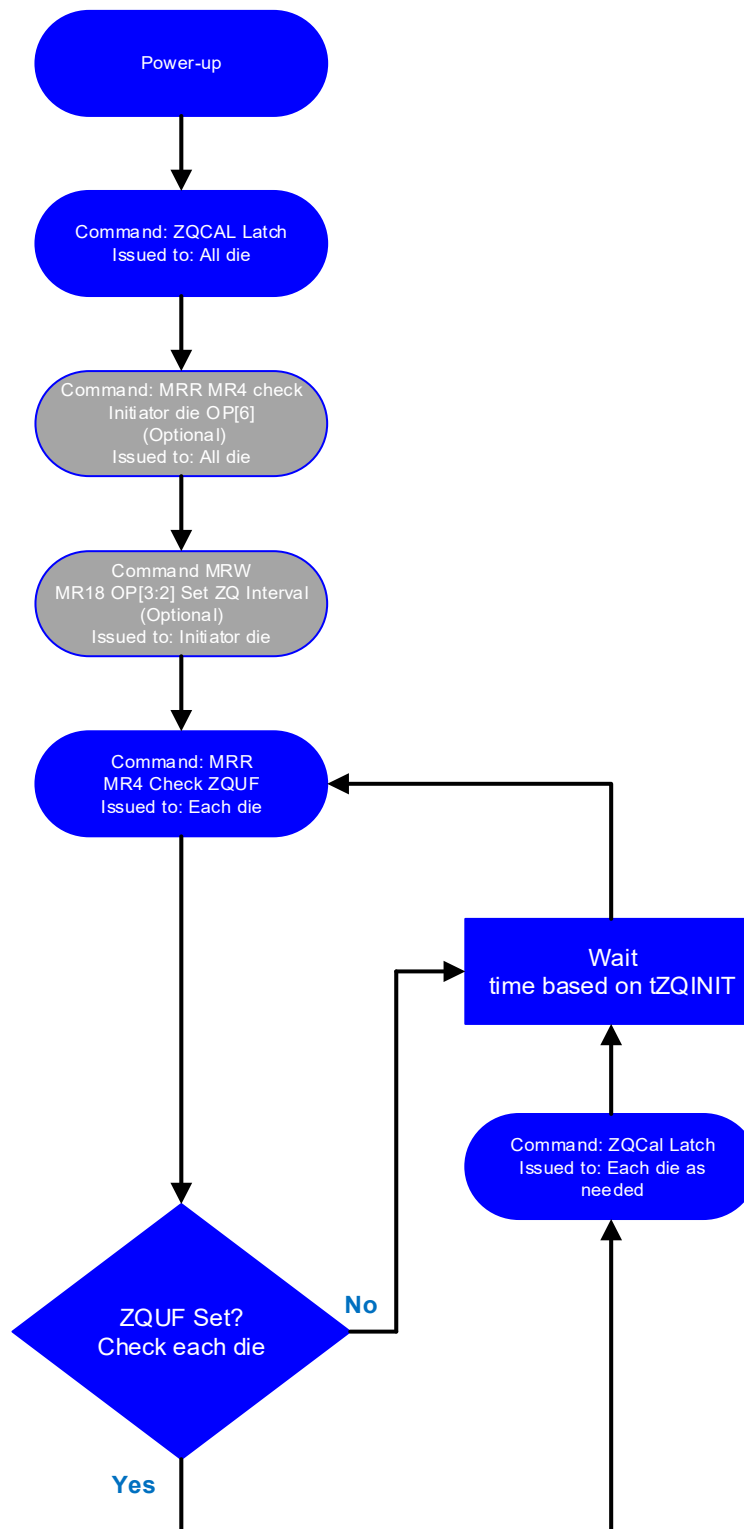 Power-up
Command: ZQCAL Latch
Issued to: All die
Command: MRR MR4 check
Initiator die OP[6]
(Optional)
Issued to: All die
Command MRW
MR18 OP[3:2] Set ZQ Interval
(Optional)
Issued to: Initiator die
Command: MRR
MR4 Check ZQUF
Issued to: Each die
Wait
time based on tZQINIT
Command: ZQCal Latch
Issued to: Each die as
needed
No
ZQUF Set?
Check each die
Yes